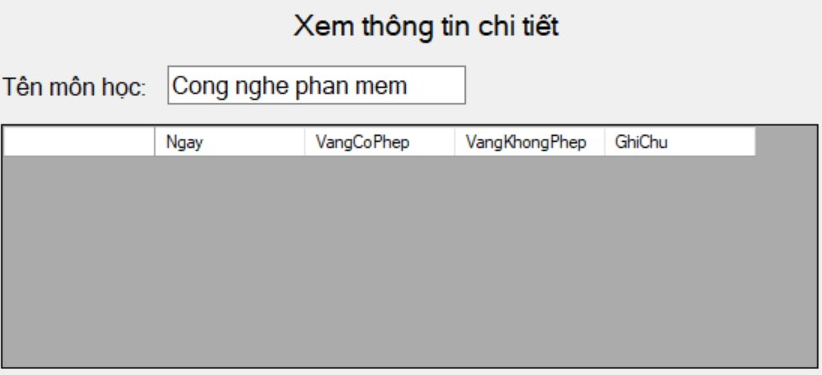 Xem thông tin chi tiết
Tên môn học: Cong nghe phan mem
Ngay VangCoPhep VangKhongPhep GhiChu